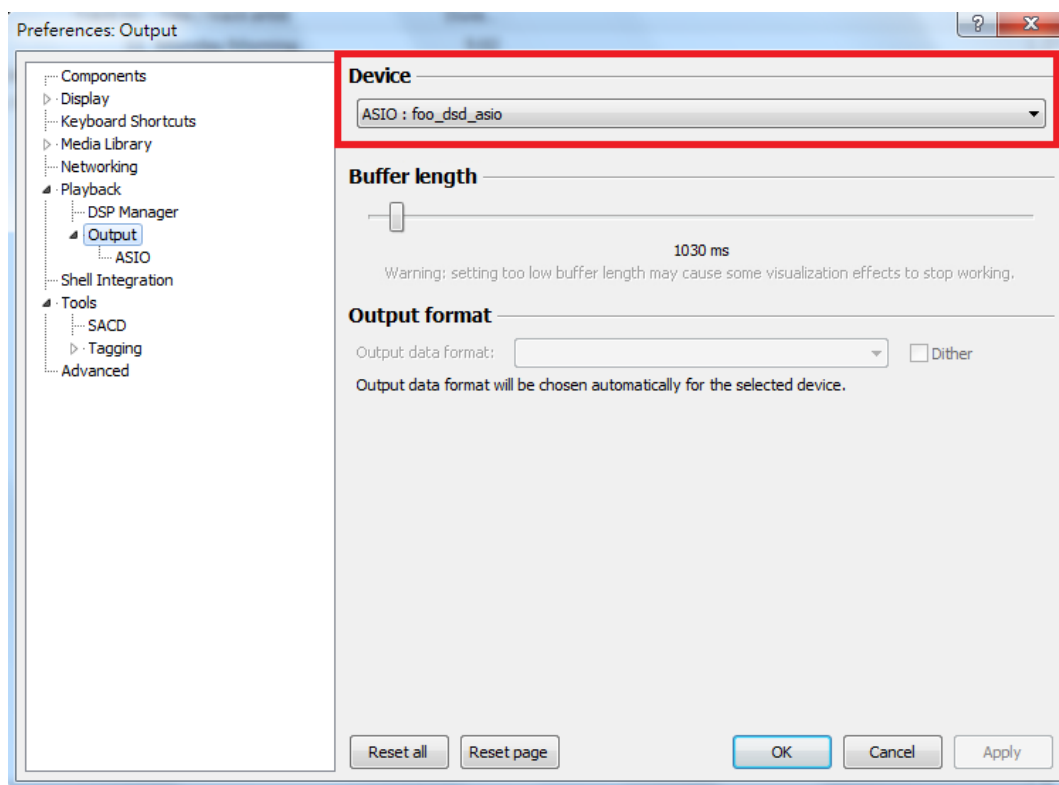 Preferences: Output
?
X
Components
Display
Keyboard Shortcuts
Media Library
Networking
Playback
DSP Manager
Output
ASIO
Shell Integration
Tools
SACD
Tagging
Advanced
Device
ASIO : foo_dsd_asio
Buffer length
1030 ms
Warning: setting too low buffer length may cause some visualization effects to stop working.
Output format
Output data format:
Dither
Output data format will be chosen automatically for the selected device.
Reset all
Reset page
OK
Cancel
Apply